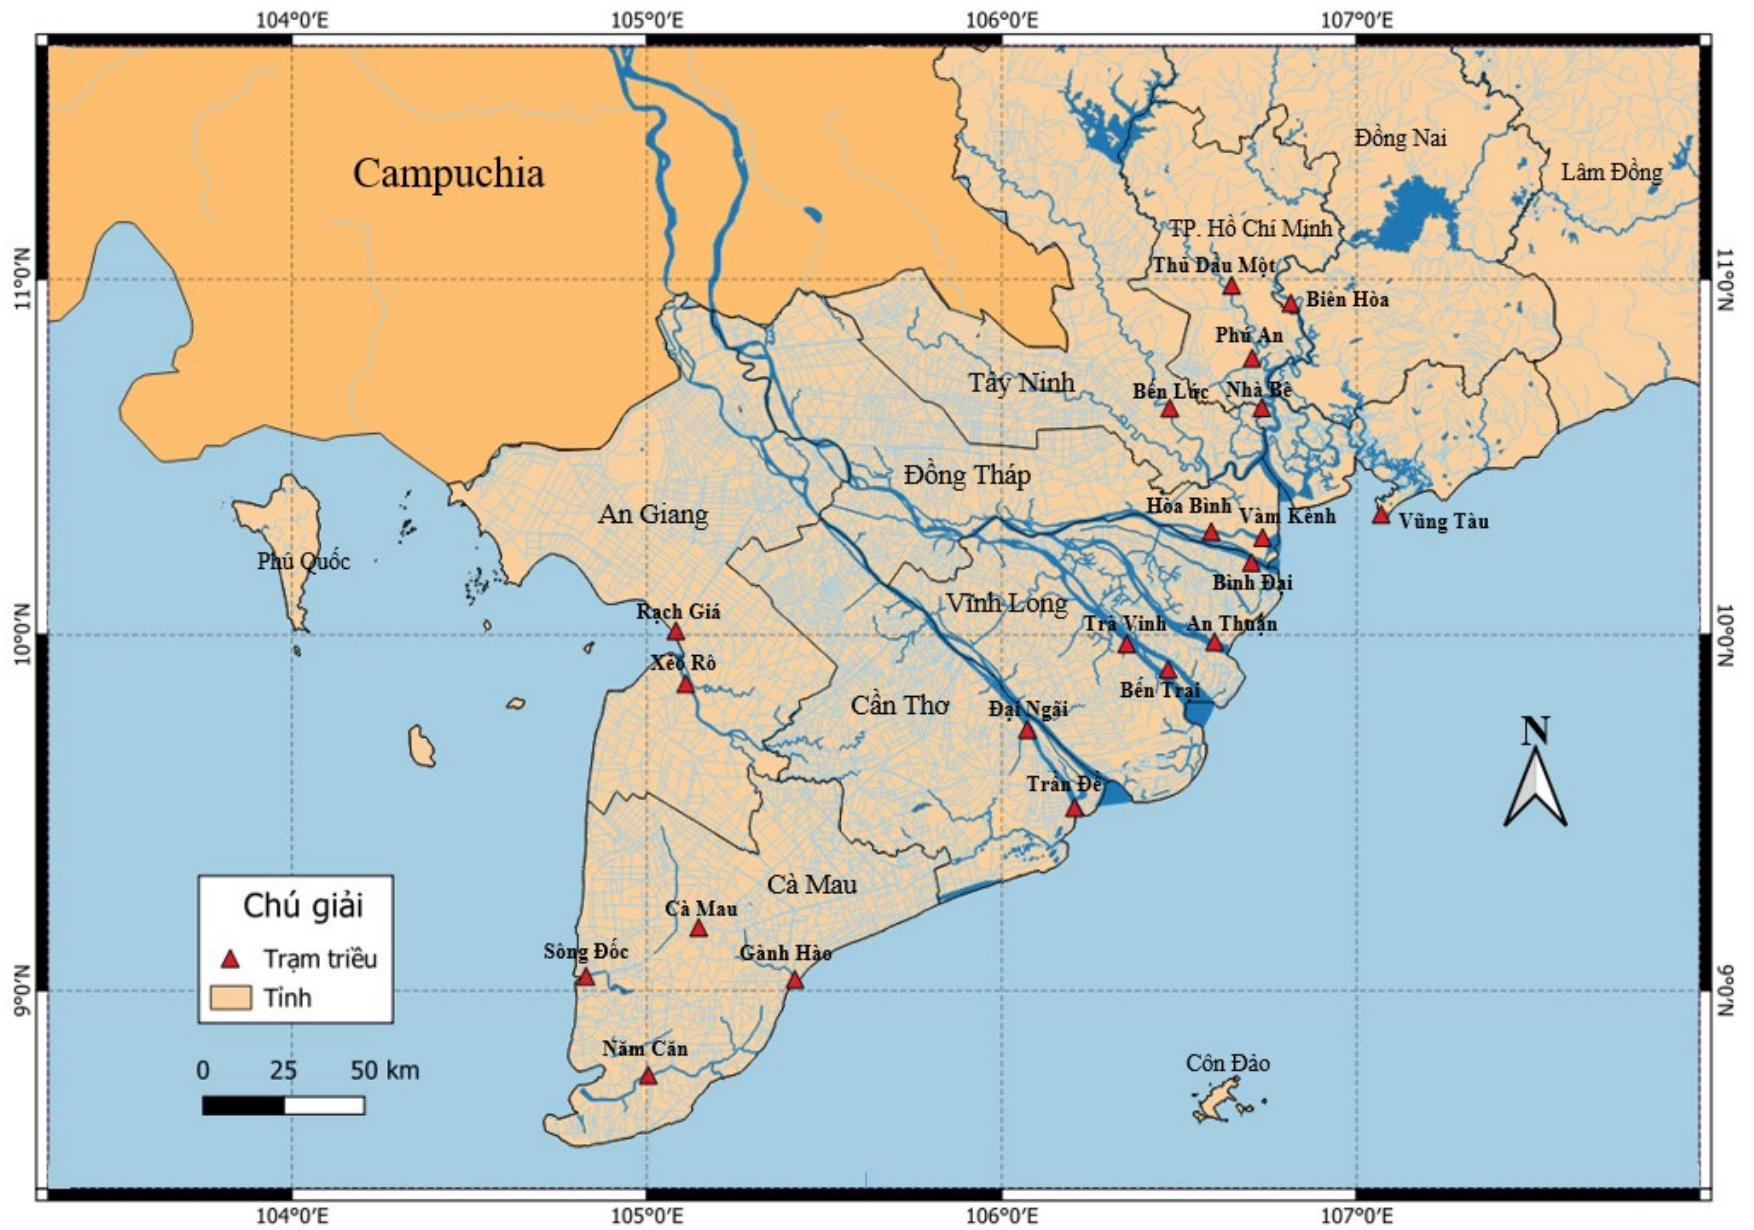 104°0'E 105°0'E 106°0'E 107°0'E
Đồng Nai
Lâm Đồng
Campuchia
TP. Hồ Chí Minh
Thủ Dầu Một
11°0'N 11°0'N
Biên Hòa
Phú An
Tây Ninh
Bến Lức Nhà Bè
Đồng Tháp
An Giang
Hòa Bình Vàm Kênh
Vũng Tàu
Phú Quốc
Bình Đại
Vĩnh Long
Rạch Giá
Trà Vinh An Thuận
10°0'N 10°0'N
Xẻo Rô
Bến Trại
Cần Thơ
Đại Ngãi
N
Trần Đề
Cà Mau
Chú giải
Cà Mau
Trạm triều
Sông Đốc Gành Hào
Tỉnh
9°0'N 9°0'N
Năm Căn
Côn Đảo
0 25 50 km
104°0'E 105°0'E 106°0'E 107°0'E